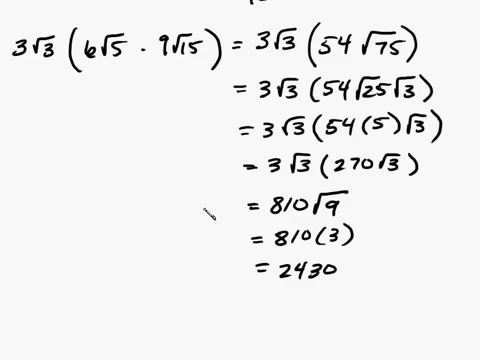 3√3 (6√5 · 9√15) = 3√3 (54 √75)
= 3√3 (54√25√3)
= 3√3 (54(5)√3)
= 3√3 (270√3)
= 810√9
= 810(3)
= 2430